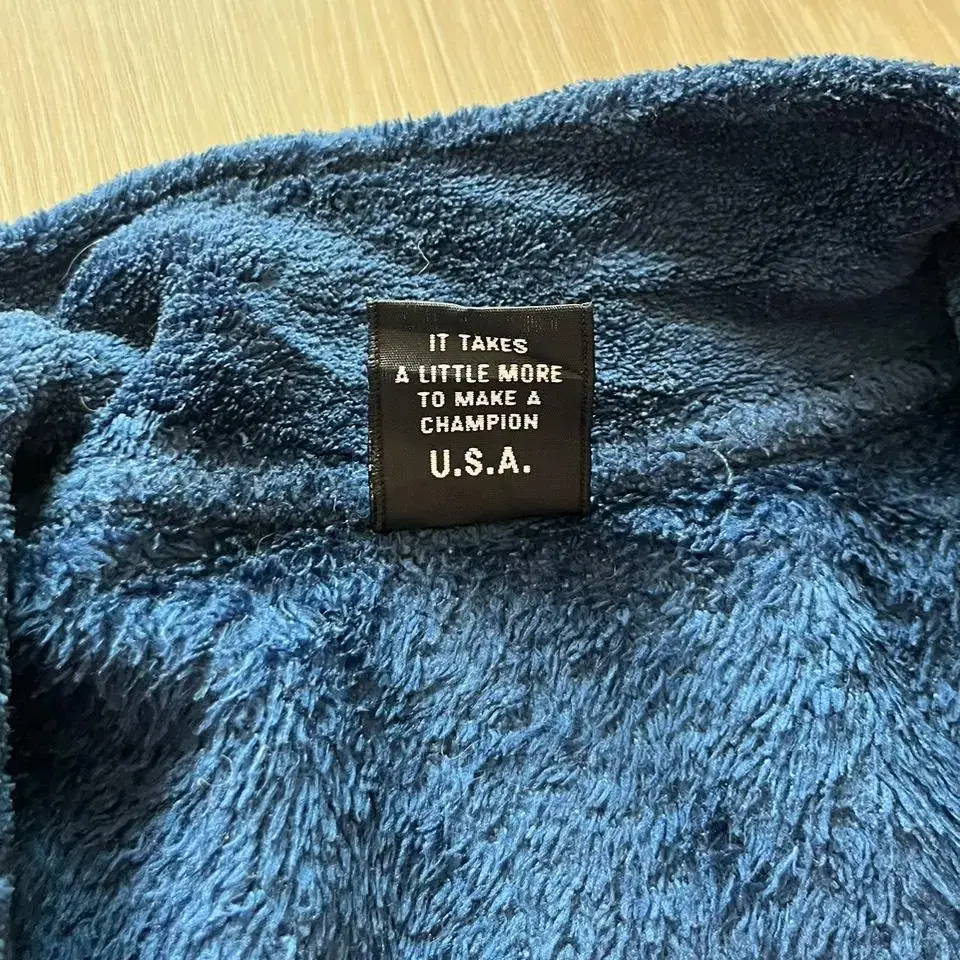 IT TAKES
A LITTLE MORE
TO MAKE A
CHAMPION
U.S.A.